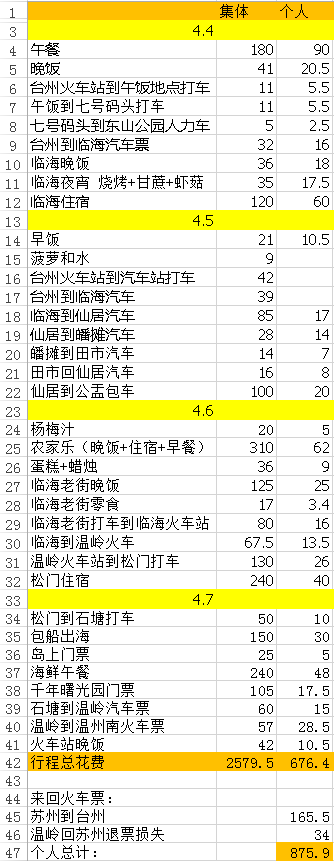 1 集体 个人
3 4.4
4 午餐 180 90
5 晚饭 41 20.5
6 台州火车站到午饭地点打车 11 5.5
7 午饭到七号码头打车 11 5.5
8 七号码头到东山公园人力车 5 2.5
9 台州到临海汽车票 32 16
10 临海晚饭 36 18
11 临海夜宵 烧烤+甘蔗+虾菇 35 17.5
12 临海住宿 120 60
13 4.5
14 早饭 21 10.5
15 菠萝和水 9
16 台州火车站到汽车站打车 42
17 台州到临海汽车 39
18 临海到仙居汽车 85 17
19 仙居到皤摊汽车 28 14
20 皤摊到田市汽车 14 7
21 田市回仙居汽车 16 8
22 仙居到公盂包车 100 20
23 4.6
24 杨梅汁 20 5
25 农家乐（晚饭+住宿+早餐） 310 62
26 蛋糕+蜡烛 36 9
27 临海老街晚饭 125 25
28 临海老街零食 17 3.4
29 临海老街打车到临海火车站 80 16
30 临海到温岭火车 67.5 13.5
31 温岭火车站到松门打车 130 26
32 松门住宿 240 40
33 4.7
34 松门到石塘打车 50 10
35 包船出海 150 30
36 岛上门票 25 5
37 海鲜午餐 240 48
38 千年曙光园门票 105 17.5
39 石塘到温岭汽车票 60 15
40 温岭到温州南火车票 57 28.5
41 火车站晚饭 42 10.5
42 行程总花费 2579.5 676.4
43
44 来回火车票：
45 苏州到台州 165.5
46 温岭回苏州退票损失 34
47 个人总计： 875.9